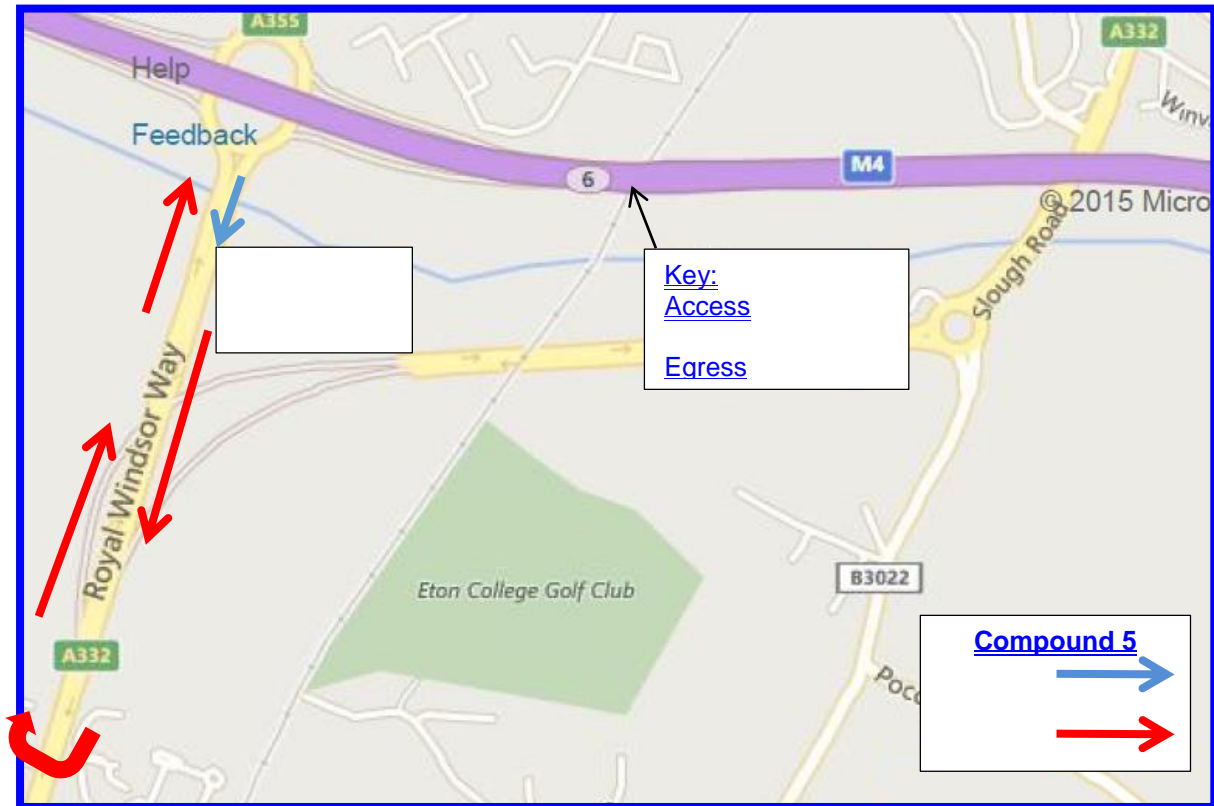 A355
A332
Help
Winv
Feedback
M4
6
© 2015 Micro
Slough Road
Key:
Access
Egress
Royal Windsor Way
Eton College Golf Club
B3022
A332
Compound 5
Poco